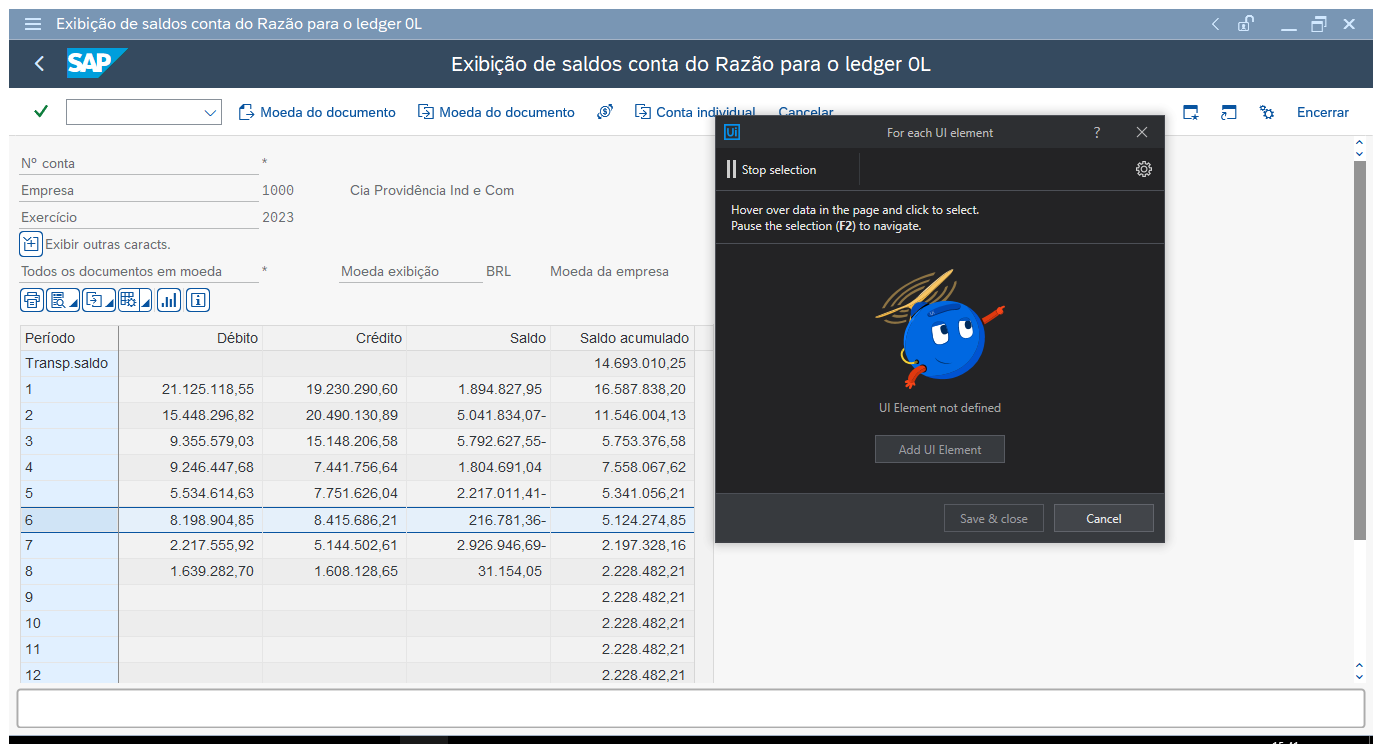 Exibição de saldos conta do Razão para o ledger 0L
SAP Exibição de saldos conta do Razão para o ledger 0L
Moeda do documento Moeda do documento Conta individual Cancelar Encerrar
Nº conta *
Empresa 1000 Cia Providência Ind e Com
Exercício 2023
Exibir outras caracts.
Todos os documentos em moeda * Moeda exibição BRL Moeda da empresa
Período Débito Crédito Saldo Saldo acumulado
Transp.saldo 14.693.010,25
1 21.125.118,55 19.230.290,60 1.894.827,95 16.587.838,20
2 15.448.296,82 20.490.130,89 5.041.834,07- 11.546.004,13
3 9.355.579,03 15.148.206,58 5.792.627,55- 5.753.376,58
4 9.246.447,68 7.441.756,64 1.804.691,04 7.558.067,62
5 5.534.614,63 7.751.626,04 2.217.011,41- 5.341.056,21
6 8.198.904,85 8.415.686,21 216.781,36- 5.124.274,85
7 2.217.555,92 5.144.502,61 2.926.946,69- 2.197.328,16
8 1.639.282,70 1.608.128,65 31.154,05 2.228.482,21
9 2.228.482,21
10 2.228.482,21
11 2.228.482,21
12 2.228.482,21
Ui For each UI element ?
Stop selection
Hover over data in the page and click to select.
Pause the selection (F2) to navigate.
UI Element not defined
Add UI Element
Save & close Cancel